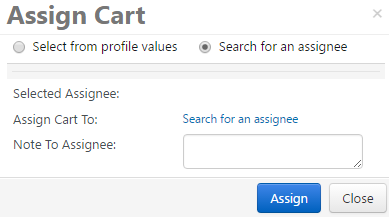 Assign Cart ×
Select from profile values Search for an assignee
Selected Assignee:
Assign Cart To: Search for an assignee
Note To Assignee:
Assign Close